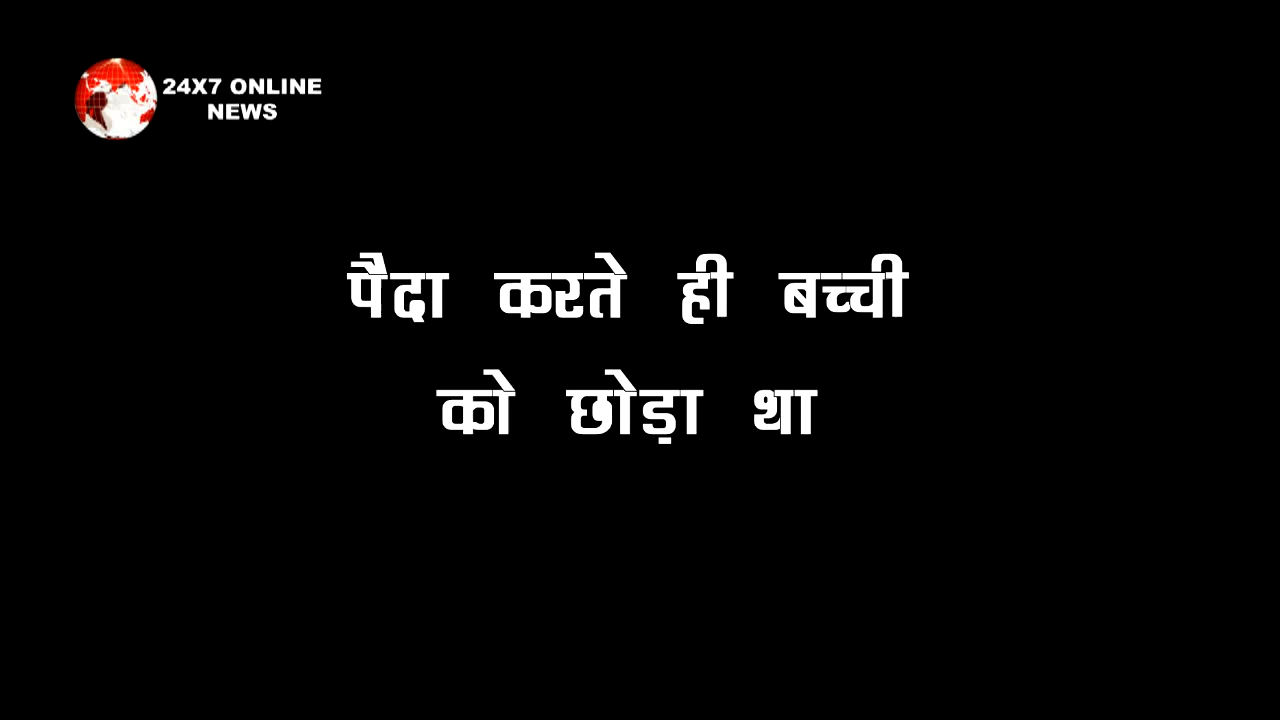 24X7 ONLINE
NEWS
पैदा करते ही बच्ची
को छोड़ा था